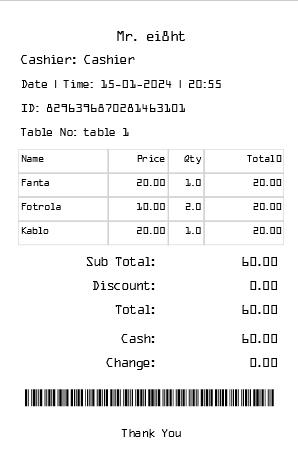 Mr. ei8ht
Cashier: Cashier
Date | Time: 15-01-2024 | 20:55
ID: 8296396870281463101
Table No: table 1
Name Price Qty Total0
Fanta 20.00 1.0 20.00
Fotrola 10.00 2.0 20.00
Kablo 20.00 1.0 20.00
Sub Total: 60.00
Discount: 0.00
Total: 60.00
Cash: 60.00
Change: 0.00
Thank You